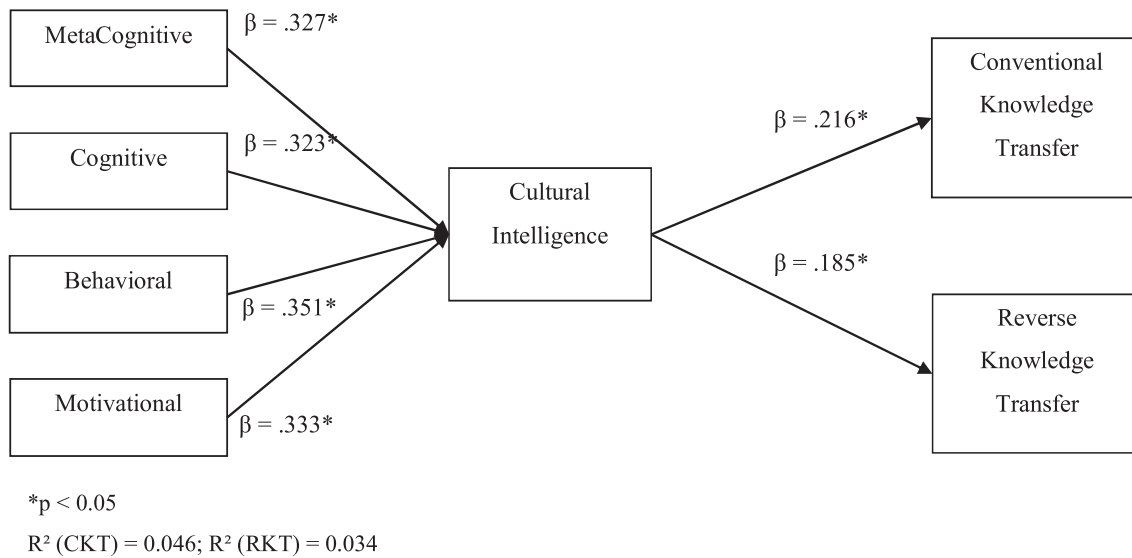 MetaCognitive
β = .327*
Cognitive
β = .323*
Behavioral
β = .351*
Motivational
β = .333*
Cultural
Intelligence
β = .216*
Conventional
Knowledge
Transfer
β = .185*
Reverse
Knowledge
Transfer
*p < 0.05
R² (CKT) = 0.046; R² (RKT) = 0.034